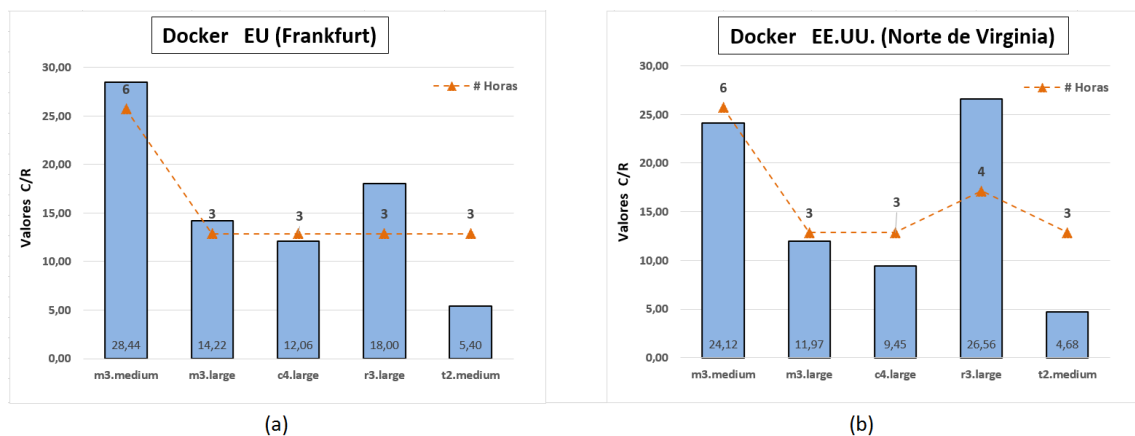 Docker EU (Frankfurt)
30,00
25,00
20,00
15,00
10,00
5,00
0,00
Valores C/R
# Horas
6
3
3
3
3
28,44
14,22
12,06
18,00
5,40
m3.medium
m3.large
c4.large
r3.large
t2.medium
(a)
Docker EE.UU. (Norte de Virginia)
30,00
25,00
20,00
15,00
10,00
5,00
0,00
Valores C/R
# Horas
6
3
3
4
3
24,12
11,97
9,45
26,56
4,68
m3.medium
m3.large
c4.large
r3.large
t2.medium
(b)